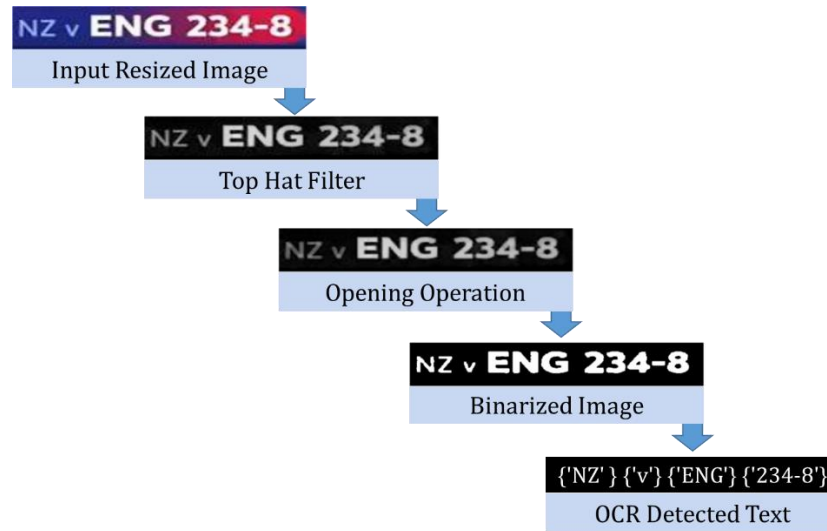 NZ v ENG 234-8
Input Resized Image
NZ v ENG 234-8
Top Hat Filter
NZ v ENG 234-8
Opening Operation
NZ v ENG 234-8
Binarized Image
{'NZ' } {'v'} {'ENG'} {'234-8'}
OCR Detected Text